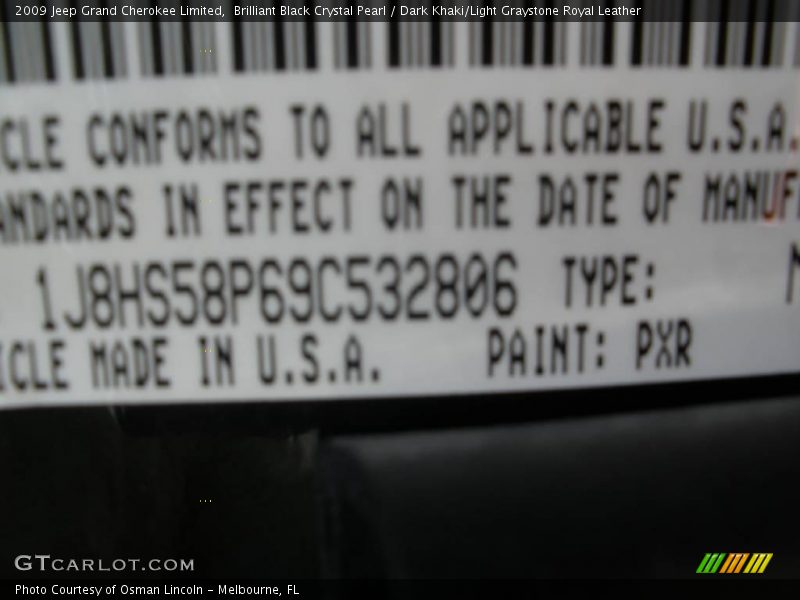 2009 Jeep Grand Cherokee Limited, Brilliant Black Crystal Pearl / Dark Khaki/Light Graystone Royal Leather
CLE CONFORMS TO ALL APPLICABLE U.S.A.
ANDARDS IN EFFECT ON THE DATE OF MANUF
1J8HS58P69C532806 TYPE: M
ICLE MADE IN U.S.A. PAINT: PXR
GTCARLOT.COM
Photo Courtesy of Osman Lincoln - Melbourne, FL